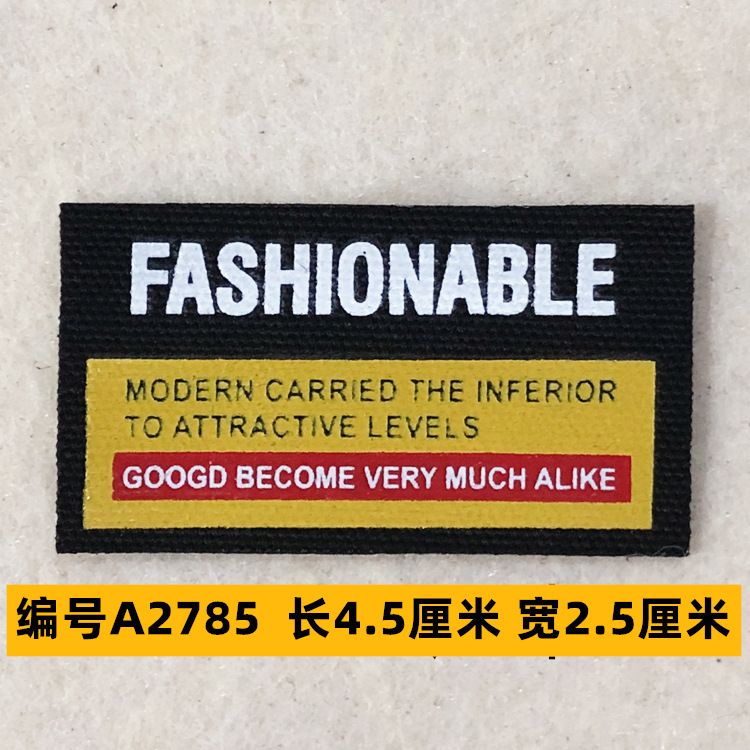 FASHIONABLE
MODERN CARRIED THE INFERIOR
TO ATTRACTIVE LEVELS
GOOGD BECOME VERY MUCH ALIKE
编号A2785 长4.5厘米 宽2.5厘米